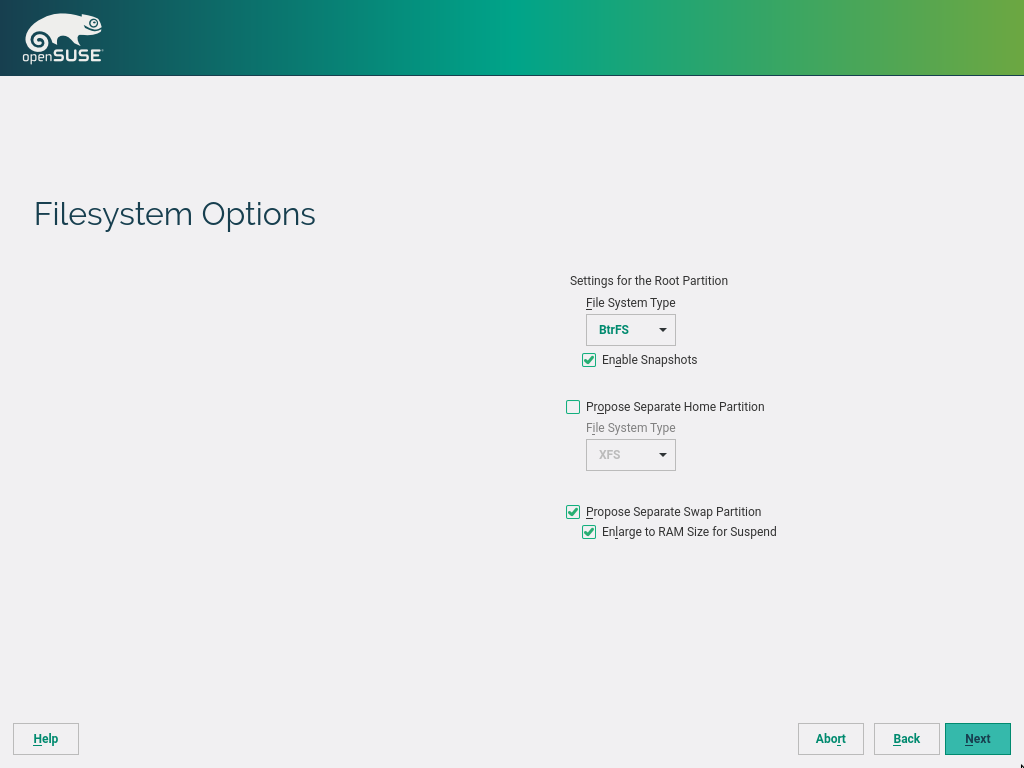 openSUSE
Filesystem Options
Settings for the Root Partition
File System Type
BtrFS
Enable Snapshots
Propose Separate Home Partition
File System Type
XFS
Propose Separate Swap Partition
Enlarge to RAM Size for Suspend
Help
Abort
Back
Next